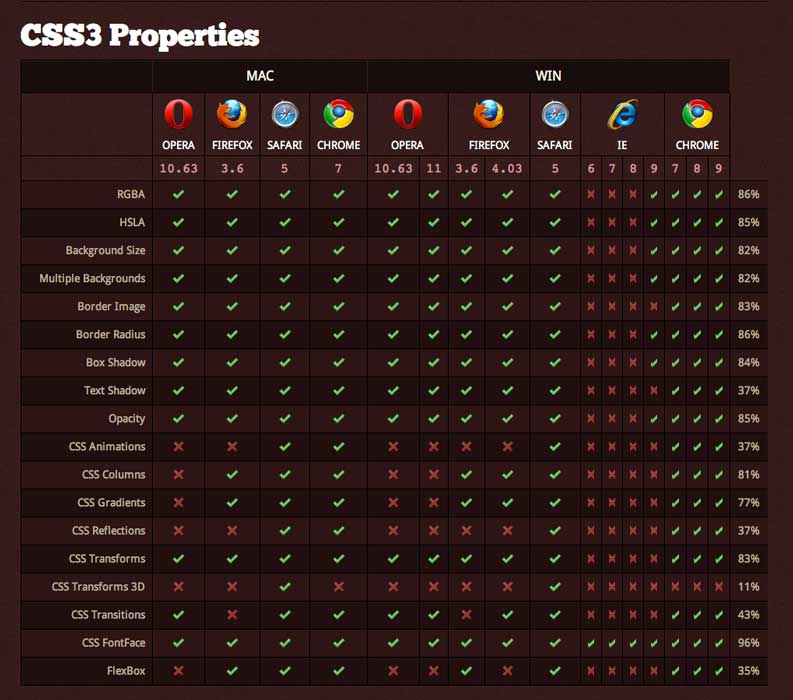 CSS3 Properties
MAC WIN
OPERA FIREFOX SAFARI CHROME OPERA FIREFOX SAFARI IE CHROME
10.63 3.6 5 7 10.63 11 3.6 4.03 5 6 7 8 9 7 8 9
RGBA 86%
HSLA 85%
Background Size 82%
Multiple Backgrounds 82%
Border Image 83%
Border Radius 86%
Box Shadow 84%
Text Shadow 37%
Opacity 85%
CSS Animations 37%
CSS Columns 81%
CSS Gradients 77%
CSS Reflections 37%
CSS Transforms 83%
CSS Transforms 3D 11%
CSS Transitions 43%
CSS FontFace 96%
FlexBox 35%